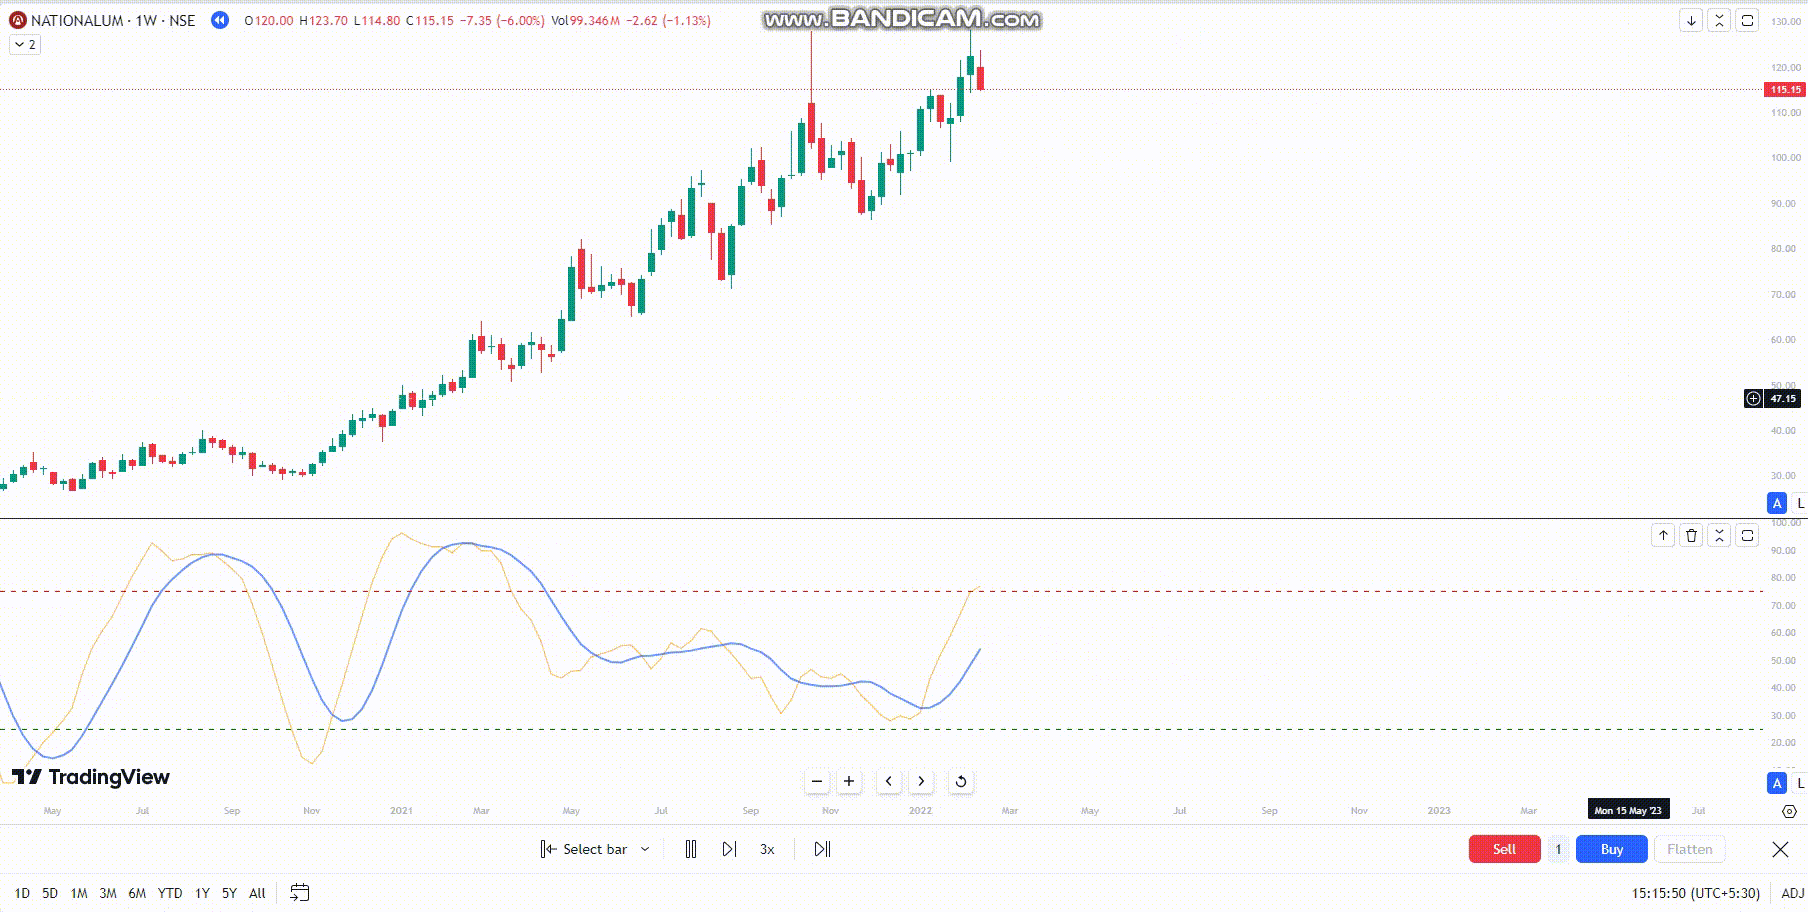 NATIONALUM · 1W · NSE O120.00 H123.70 L114.80 C115.15 −7.35 (−6.00%) Vol99.346M −2.62 (−1.13%)
www.BANDICAM.com
2
130.00
120.00
115.15
110.00
100.00
90.00
80.00
70.00
60.00
50.00
47.15
40.00
30.00
A L
100.00
90.00
80.00
70.00
60.00
50.00
40.00
30.00
20.00
TradingView
A L
May Jul Sep Nov 2021 Mar May Jul Sep Nov 2022 Mar May Jul Sep Nov 2023 Mar Mon 15 May '23 Jul
Select bar 3x Sell 1 Buy Flatten
1D 5D 1M 3M 6M YTD 1Y 5Y All 15:15:50 (UTC+5:30) ADJ